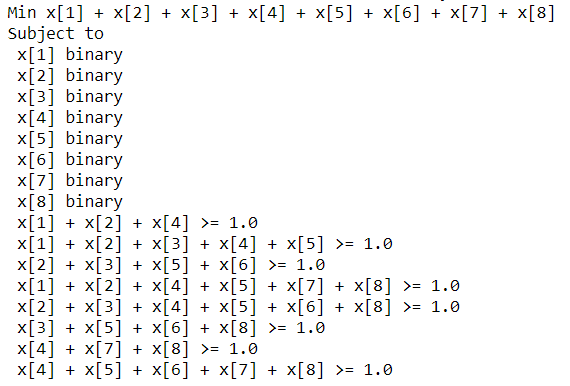 Min x[1] + x[2] + x[3] + x[4] + x[5] + x[6] + x[7] + x[8]
Subject to
x[1] binary
x[2] binary
x[3] binary
x[4] binary
x[5] binary
x[6] binary
x[7] binary
x[8] binary
x[1] + x[2] + x[4] >= 1.0
x[1] + x[2] + x[3] + x[4] + x[5] >= 1.0
x[2] + x[3] + x[5] + x[6] >= 1.0
x[1] + x[2] + x[4] + x[5] + x[7] + x[8] >= 1.0
x[2] + x[3] + x[4] + x[5] + x[6] + x[8] >= 1.0
x[3] + x[5] + x[6] + x[8] >= 1.0
x[4] + x[7] + x[8] >= 1.0
x[4] + x[5] + x[6] + x[7] + x[8] >= 1.0